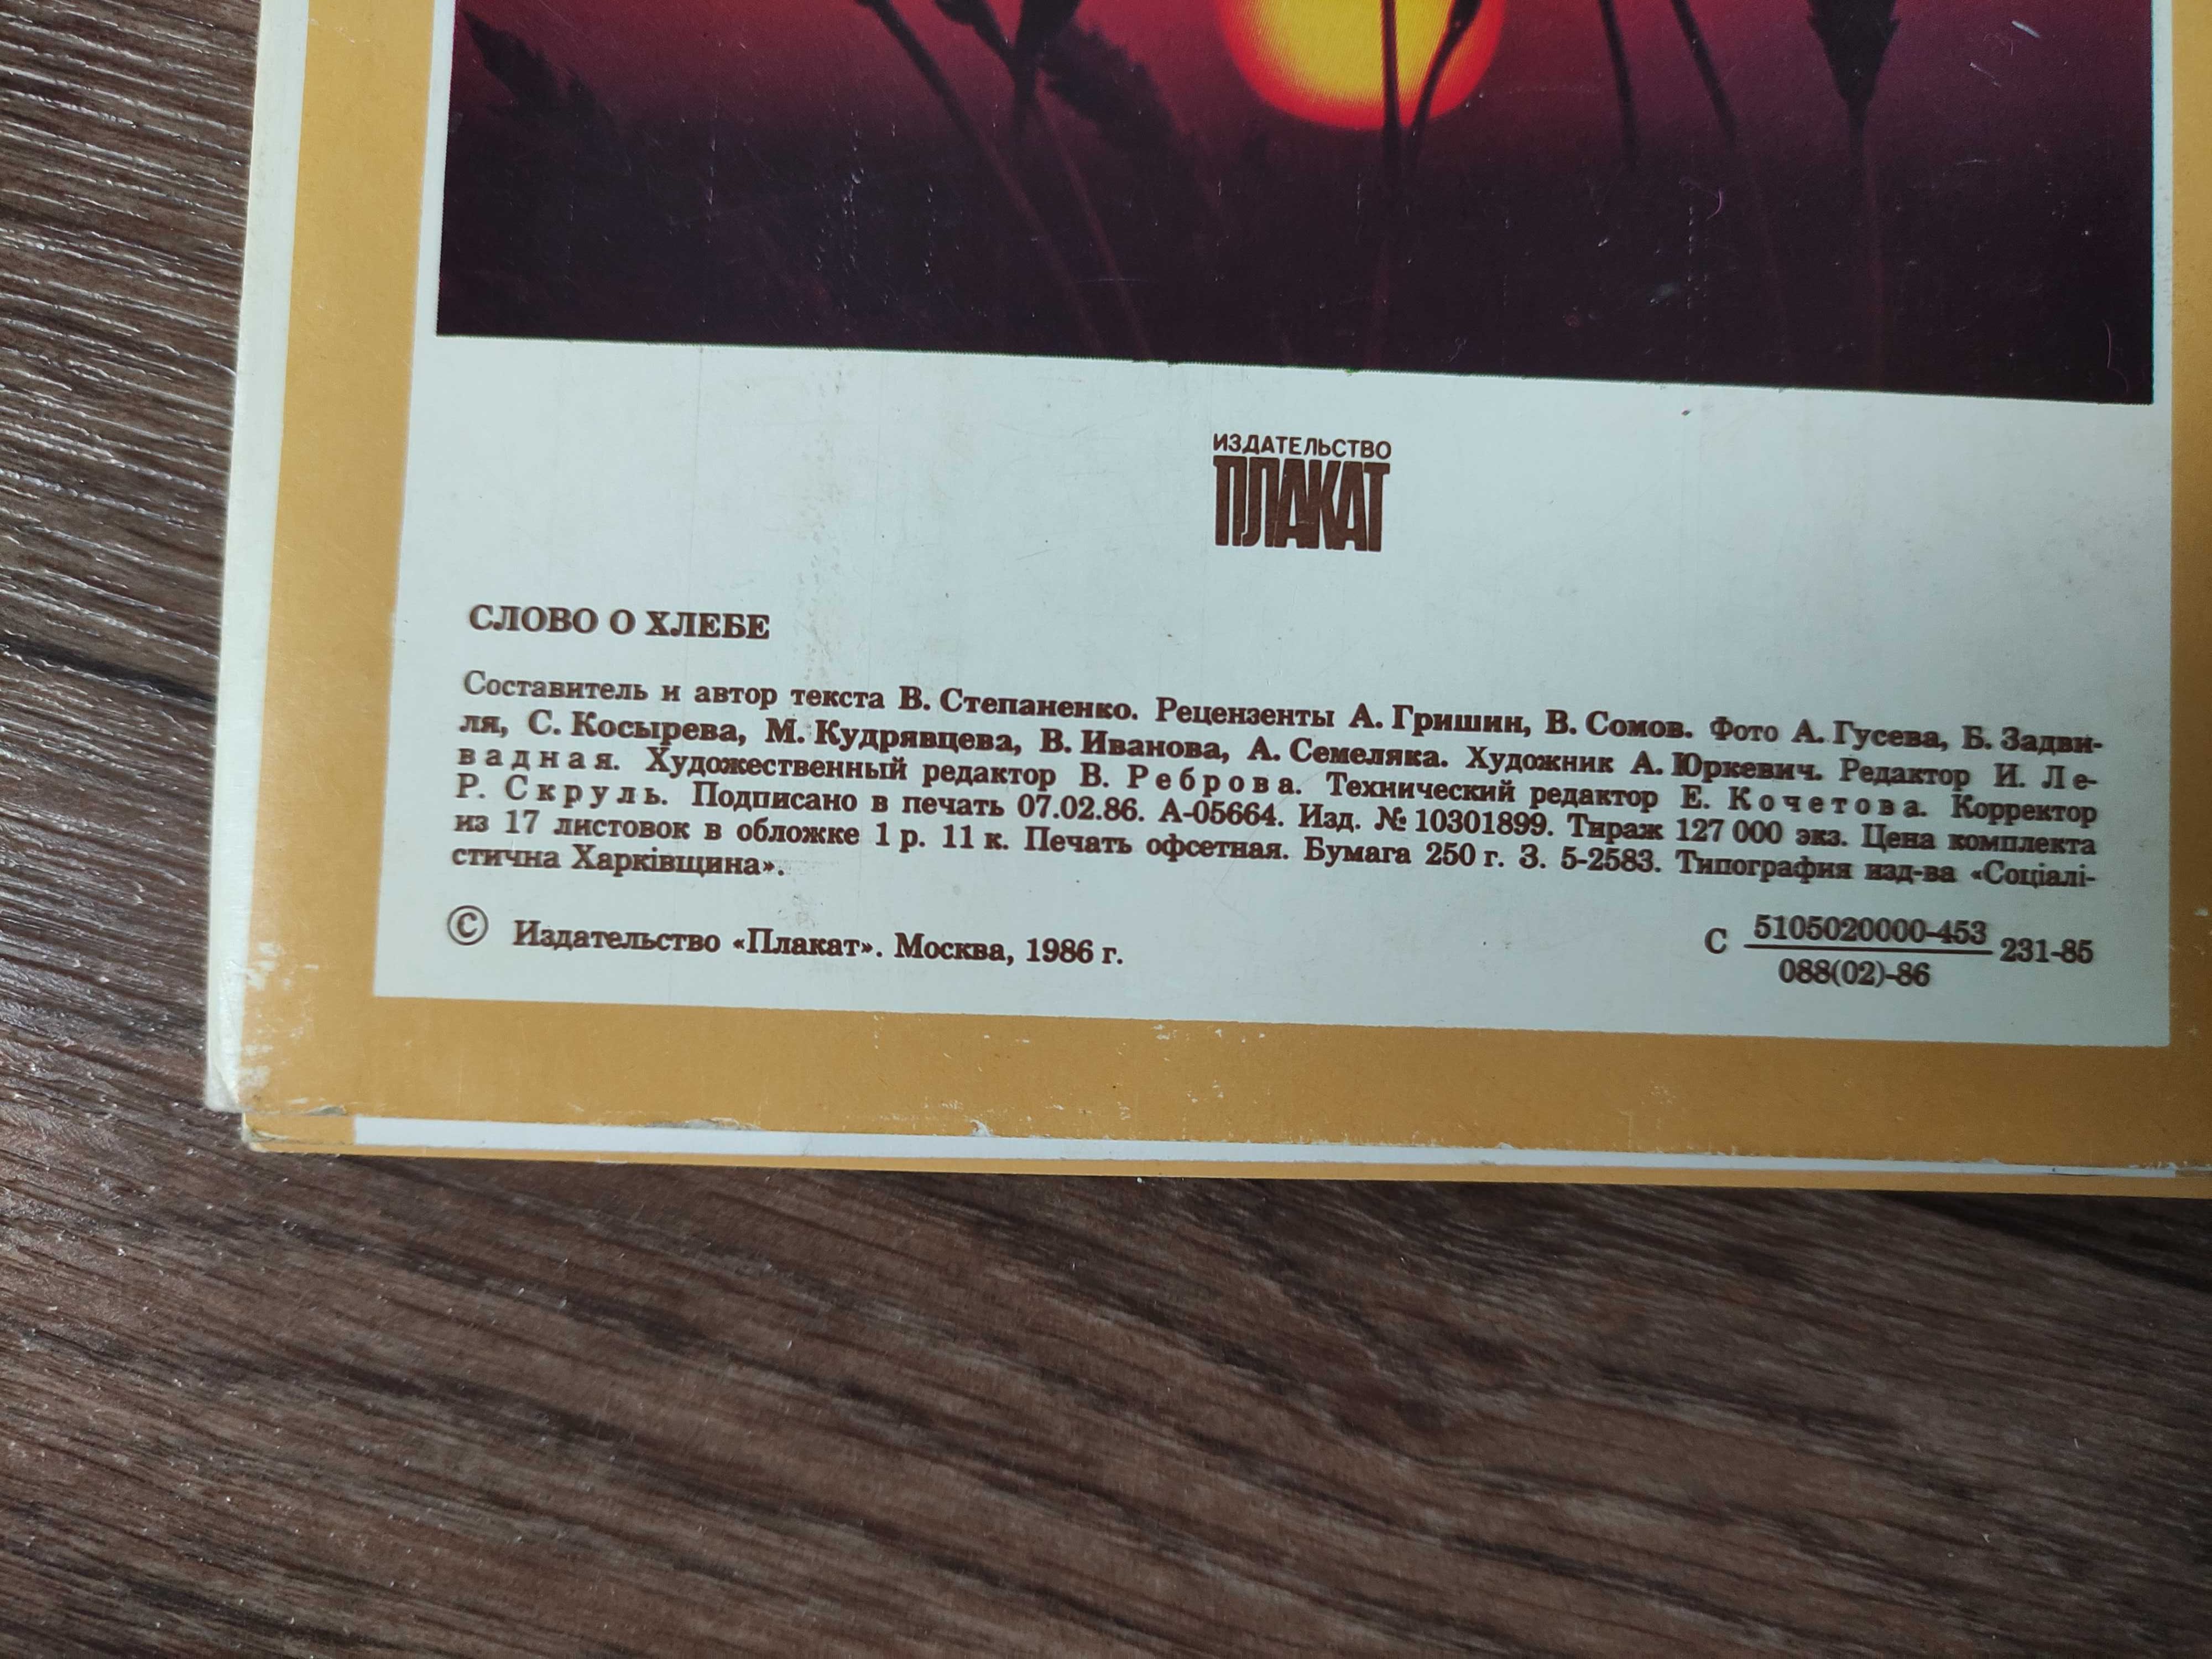 ИЗДАТЕЛЬСТВО
ПЛАКАТ
СЛОВО О ХЛЕБЕ
Составитель и автор текста В. Степаненко. Рецензенты А. Гришин, В. Сомов. Фото А. Гусева, Б. Задви-
ля, С. Косырева, М. Кудрявцева, В. Иванова, А. Семеляка. Художник А. Юркевич. Редактор И. Ле-
вадная. Художественный редактор В. Реброва. Технический редактор Е. Кочетова. Корректор
Р. Скруль. Подписано в печать 07.02.86. А-05664. Изд. № 10301899. Тираж 127 000 экз. Цена комплекта
из 17 листовок в обложке 1 р. 11 к. Печать офсетная. Бумага 250 г. З. 5-2583. Типография изд-ва «Соціалі-
стична Харківщина».
© Издательство «Плакат». Москва, 1986 г.
С 5105020000-453 231-85
088(02)-86